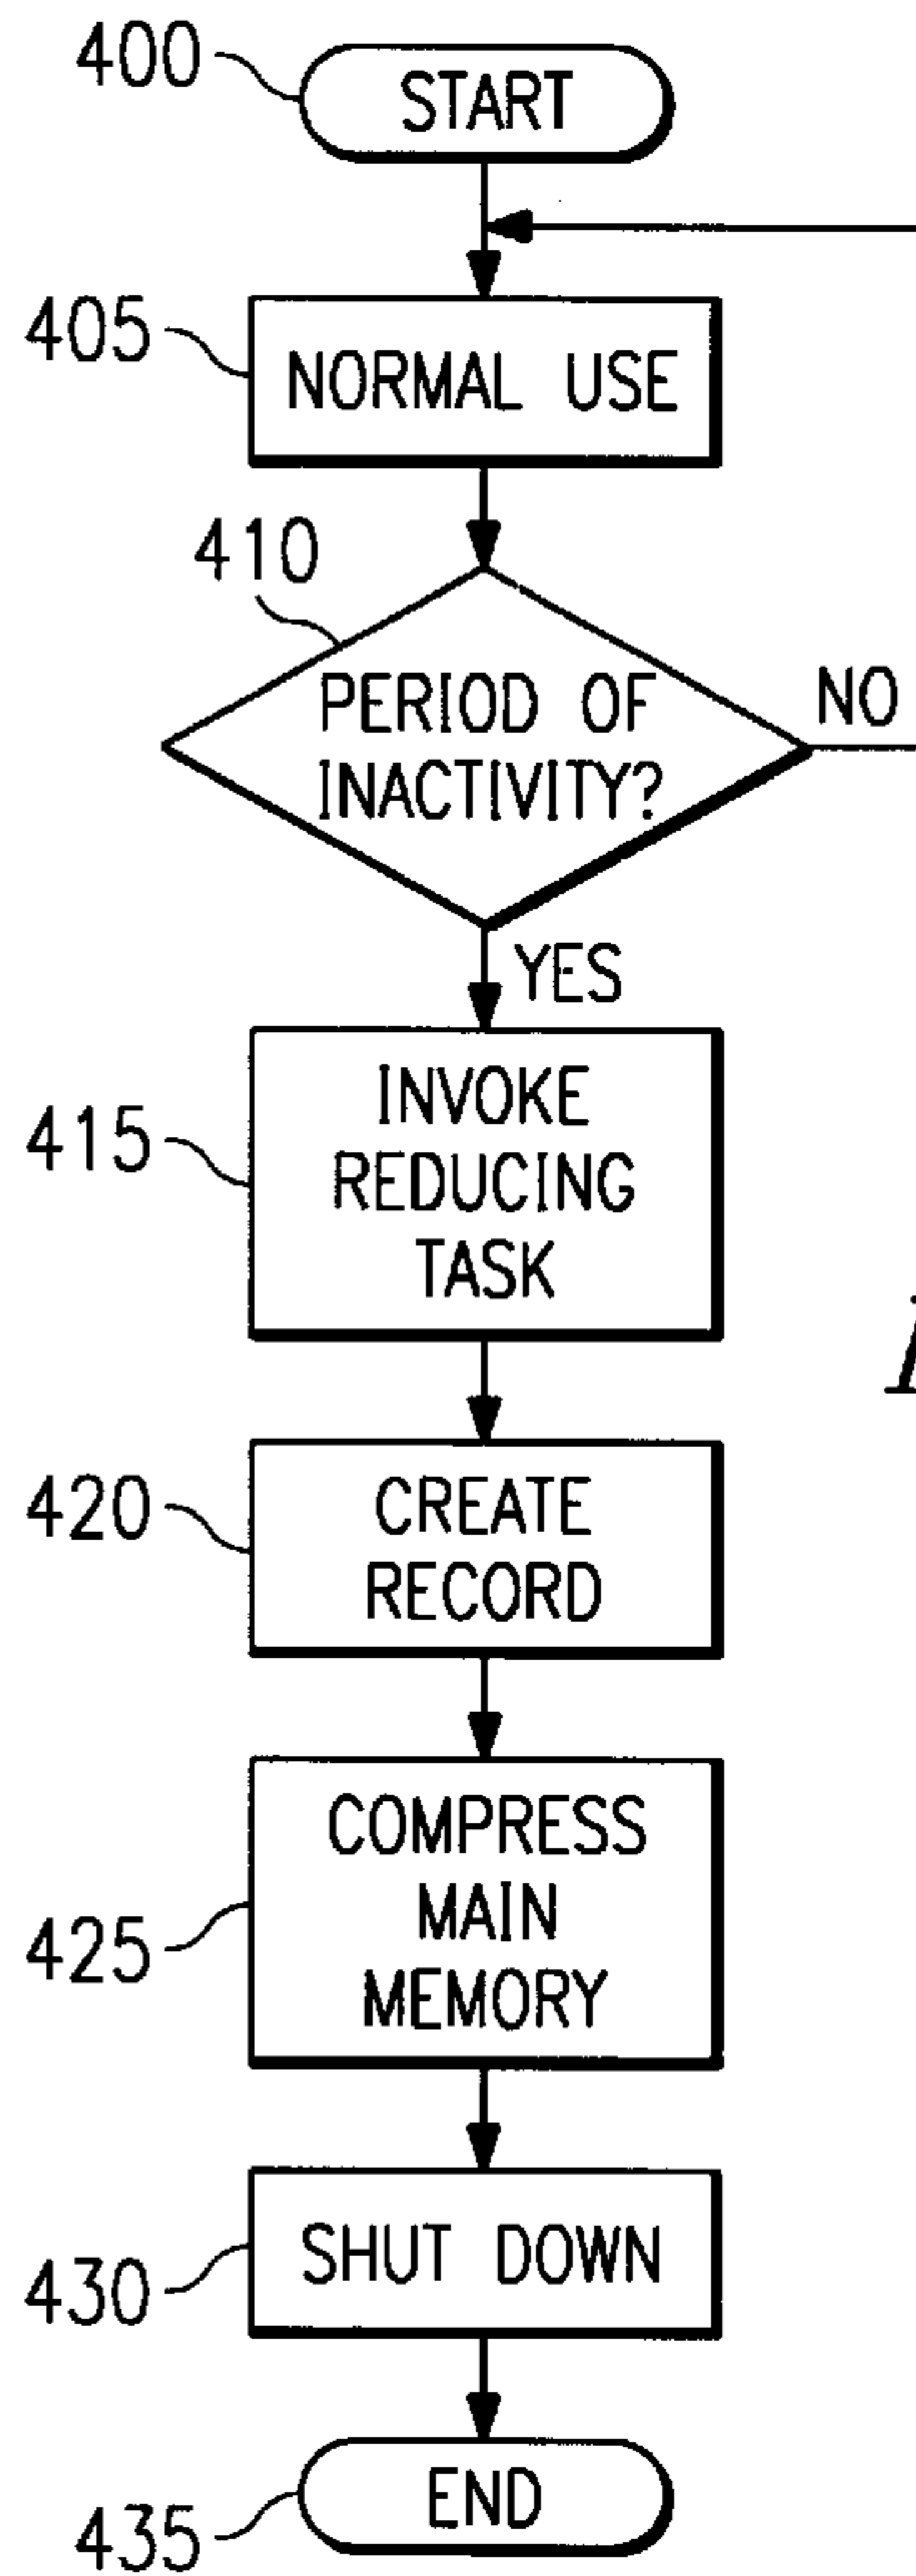 400
START
405
NORMAL USE
410
PERIOD OF
INACTIVITY?
NO
YES
415
INVOKE
REDUCING
TASK
420
CREATE
RECORD
425
COMPRESS
MAIN
MEMORY
430
SHUT DOWN
END
435